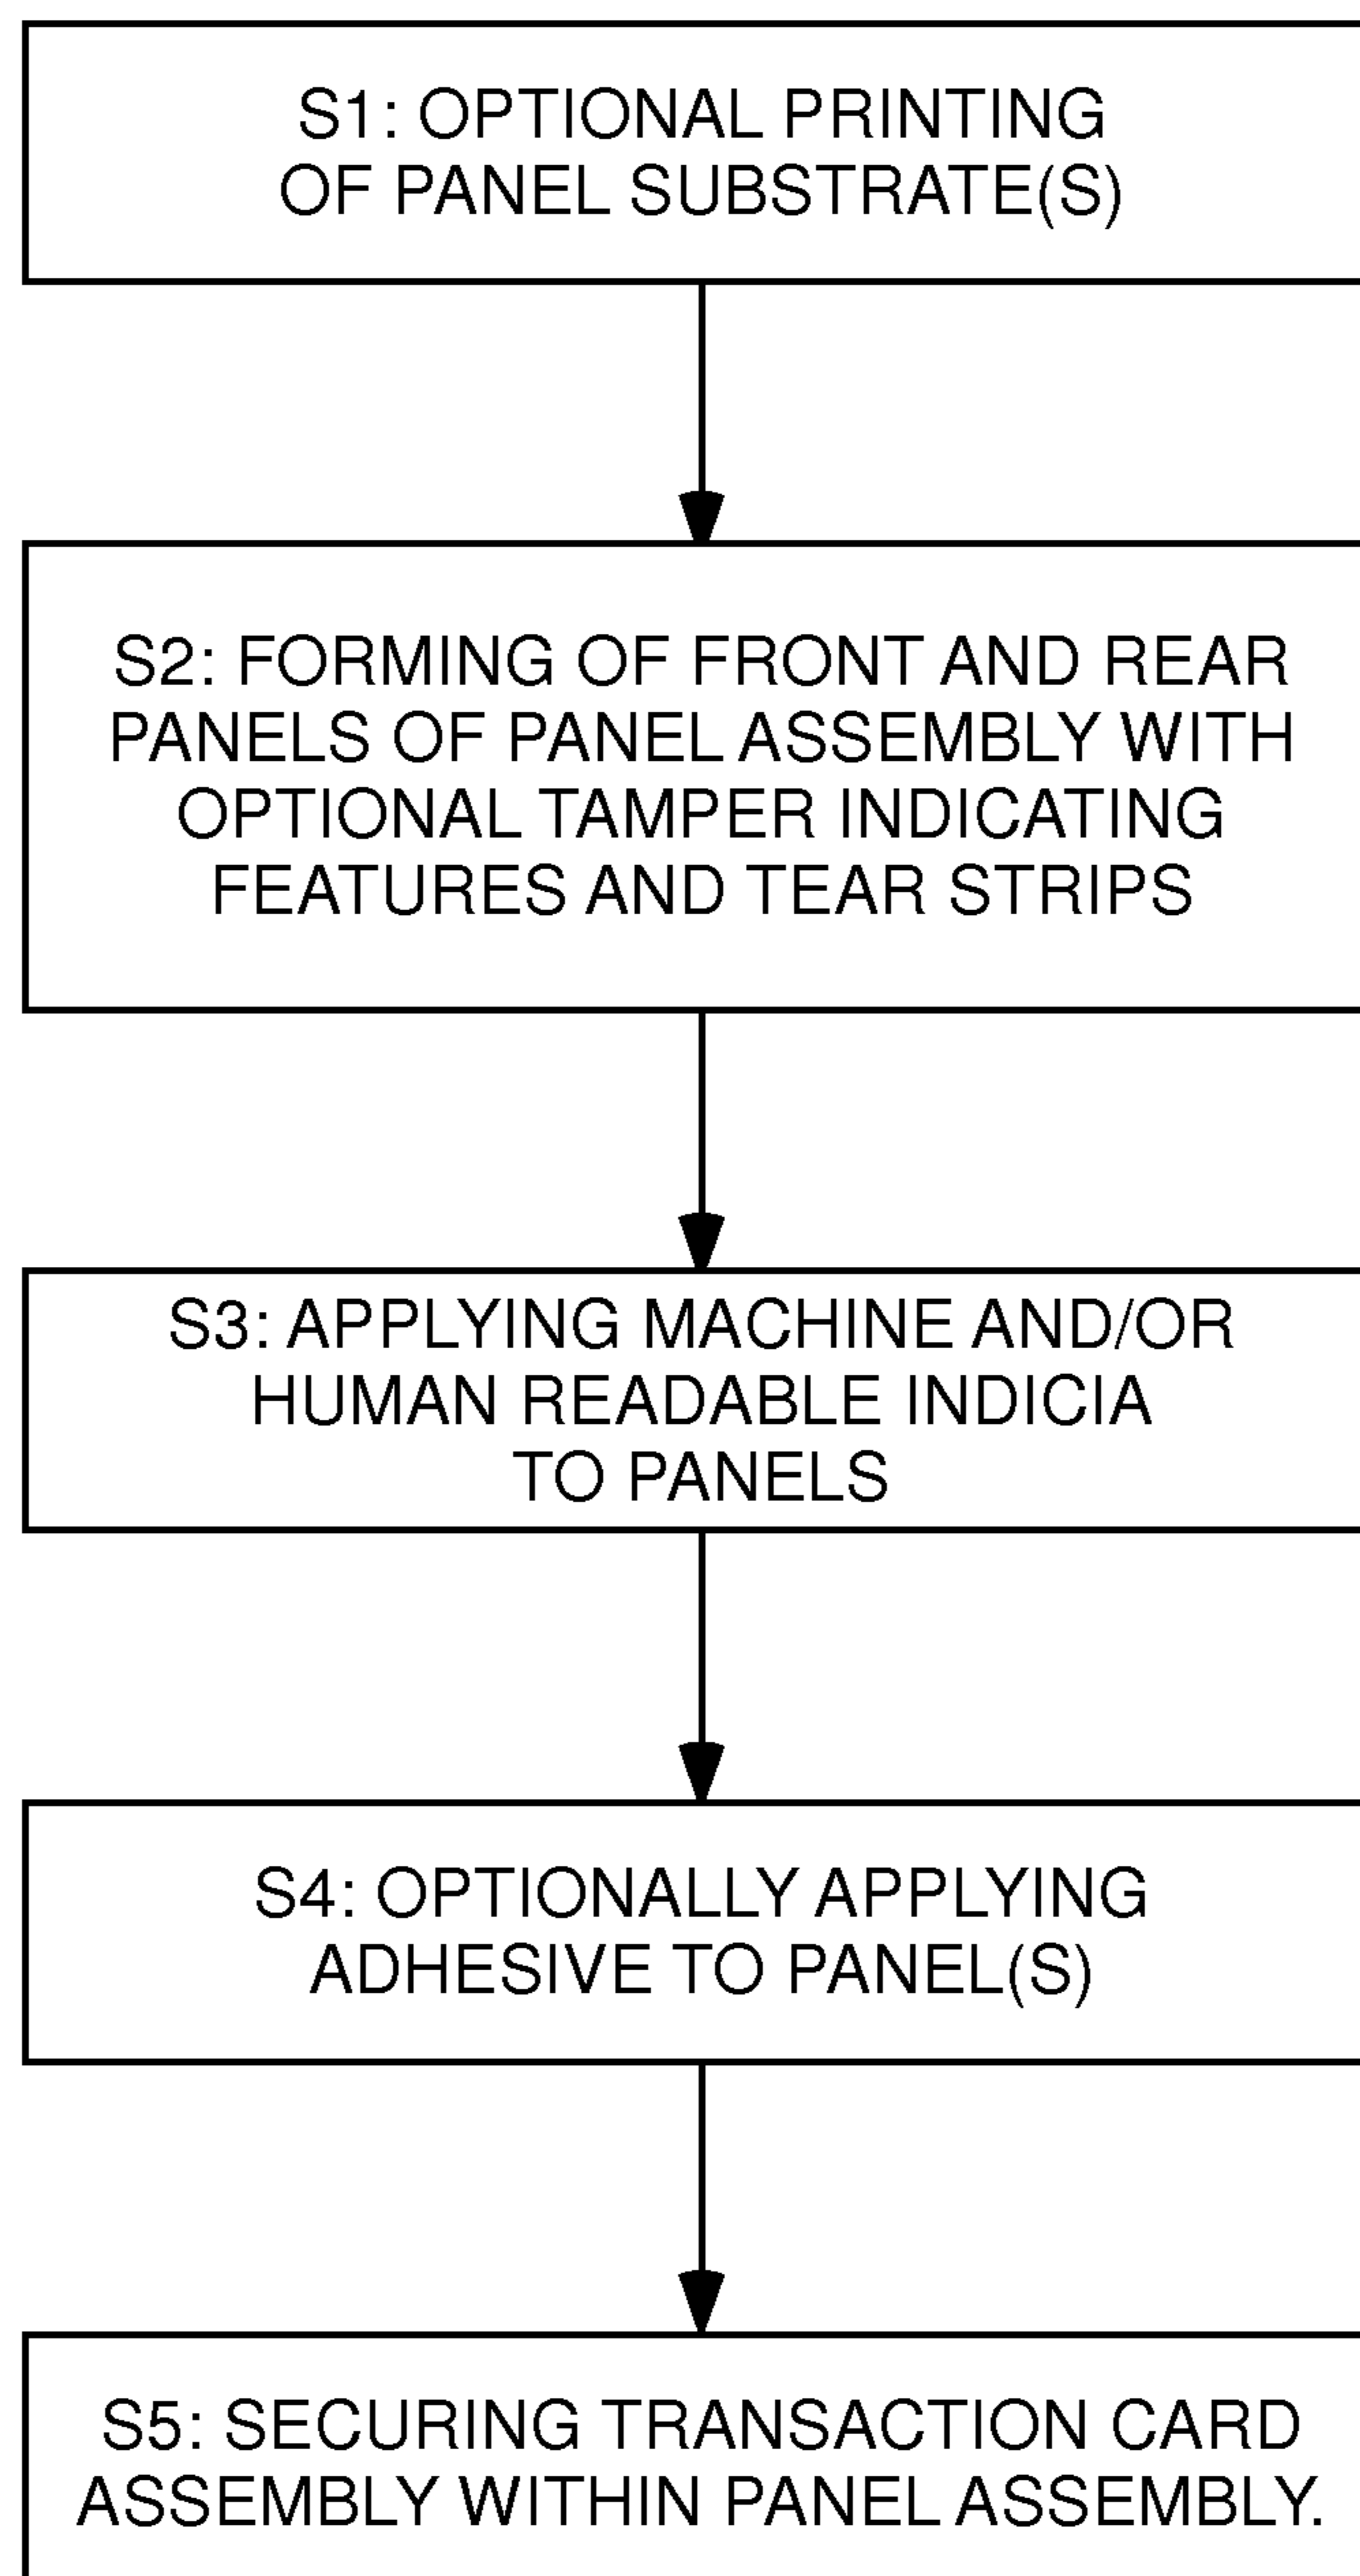 S1: OPTIONAL PRINTING
OF PANEL SUBSTRATE(S)
S2: FORMING OF FRONT AND REAR
PANELS OF PANEL ASSEMBLY WITH
OPTIONAL TAMPER INDICATING
FEATURES AND TEAR STRIPS
S3: APPLYING MACHINE AND/OR
HUMAN READABLE INDICIA
TO PANELS
S4: OPTIONALLY APPLYING
ADHESIVE TO PANEL(S)
S5: SECURING TRANSACTION CARD
ASSEMBLY WITHIN PANEL ASSEMBLY.